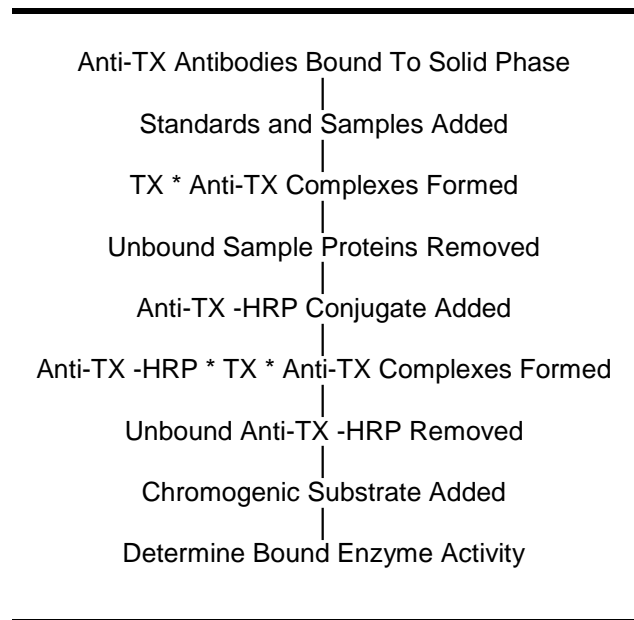 Anti-TX Antibodies Bound To Solid Phase
Standards and Samples Added
TX * Anti-TX Complexes Formed
Unbound Sample Proteins Removed
Anti-TX -HRP Conjugate Added
Anti-TX -HRP * TX * Anti-TX Complexes Formed
Unbound Anti-TX -HRP Removed
Chromogenic Substrate Added
Determine Bound Enzyme Activity